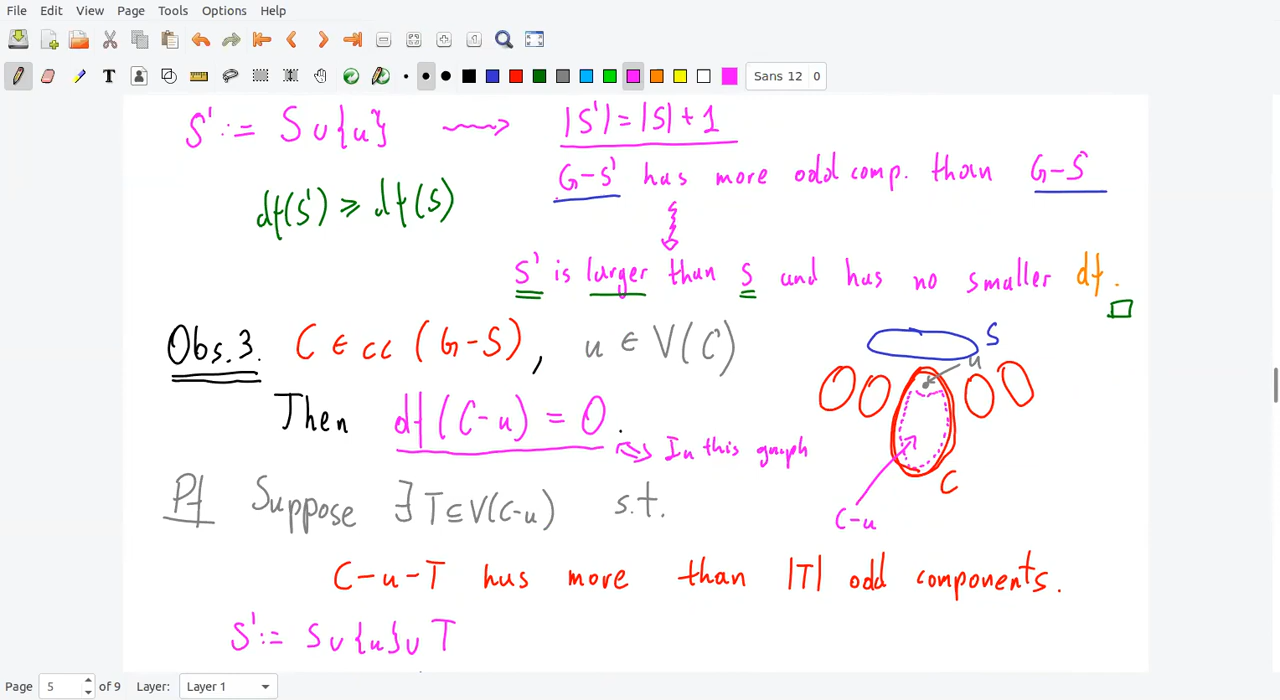 File Edit View Page Tools Options Help
T Sans 12 0
S' := S∪{u} ⇝ |S'| = |S| + 1
G-S' has more odd comp. than G-S
df(S') ⩾ df(S)
S' is larger than S and has no smaller df. □
Obs.3. C ∈ cc (G-S), u ∈ V(C)
S
u
Then df(C-u) = 0.
In this graph
C
C-u
Pf Suppose ∃ T⊆V(C-u) s.t.
C-u-T has more than |T| odd components.
S' := S∪{u}∪T
Page 5 of 9 Layer: Layer 1